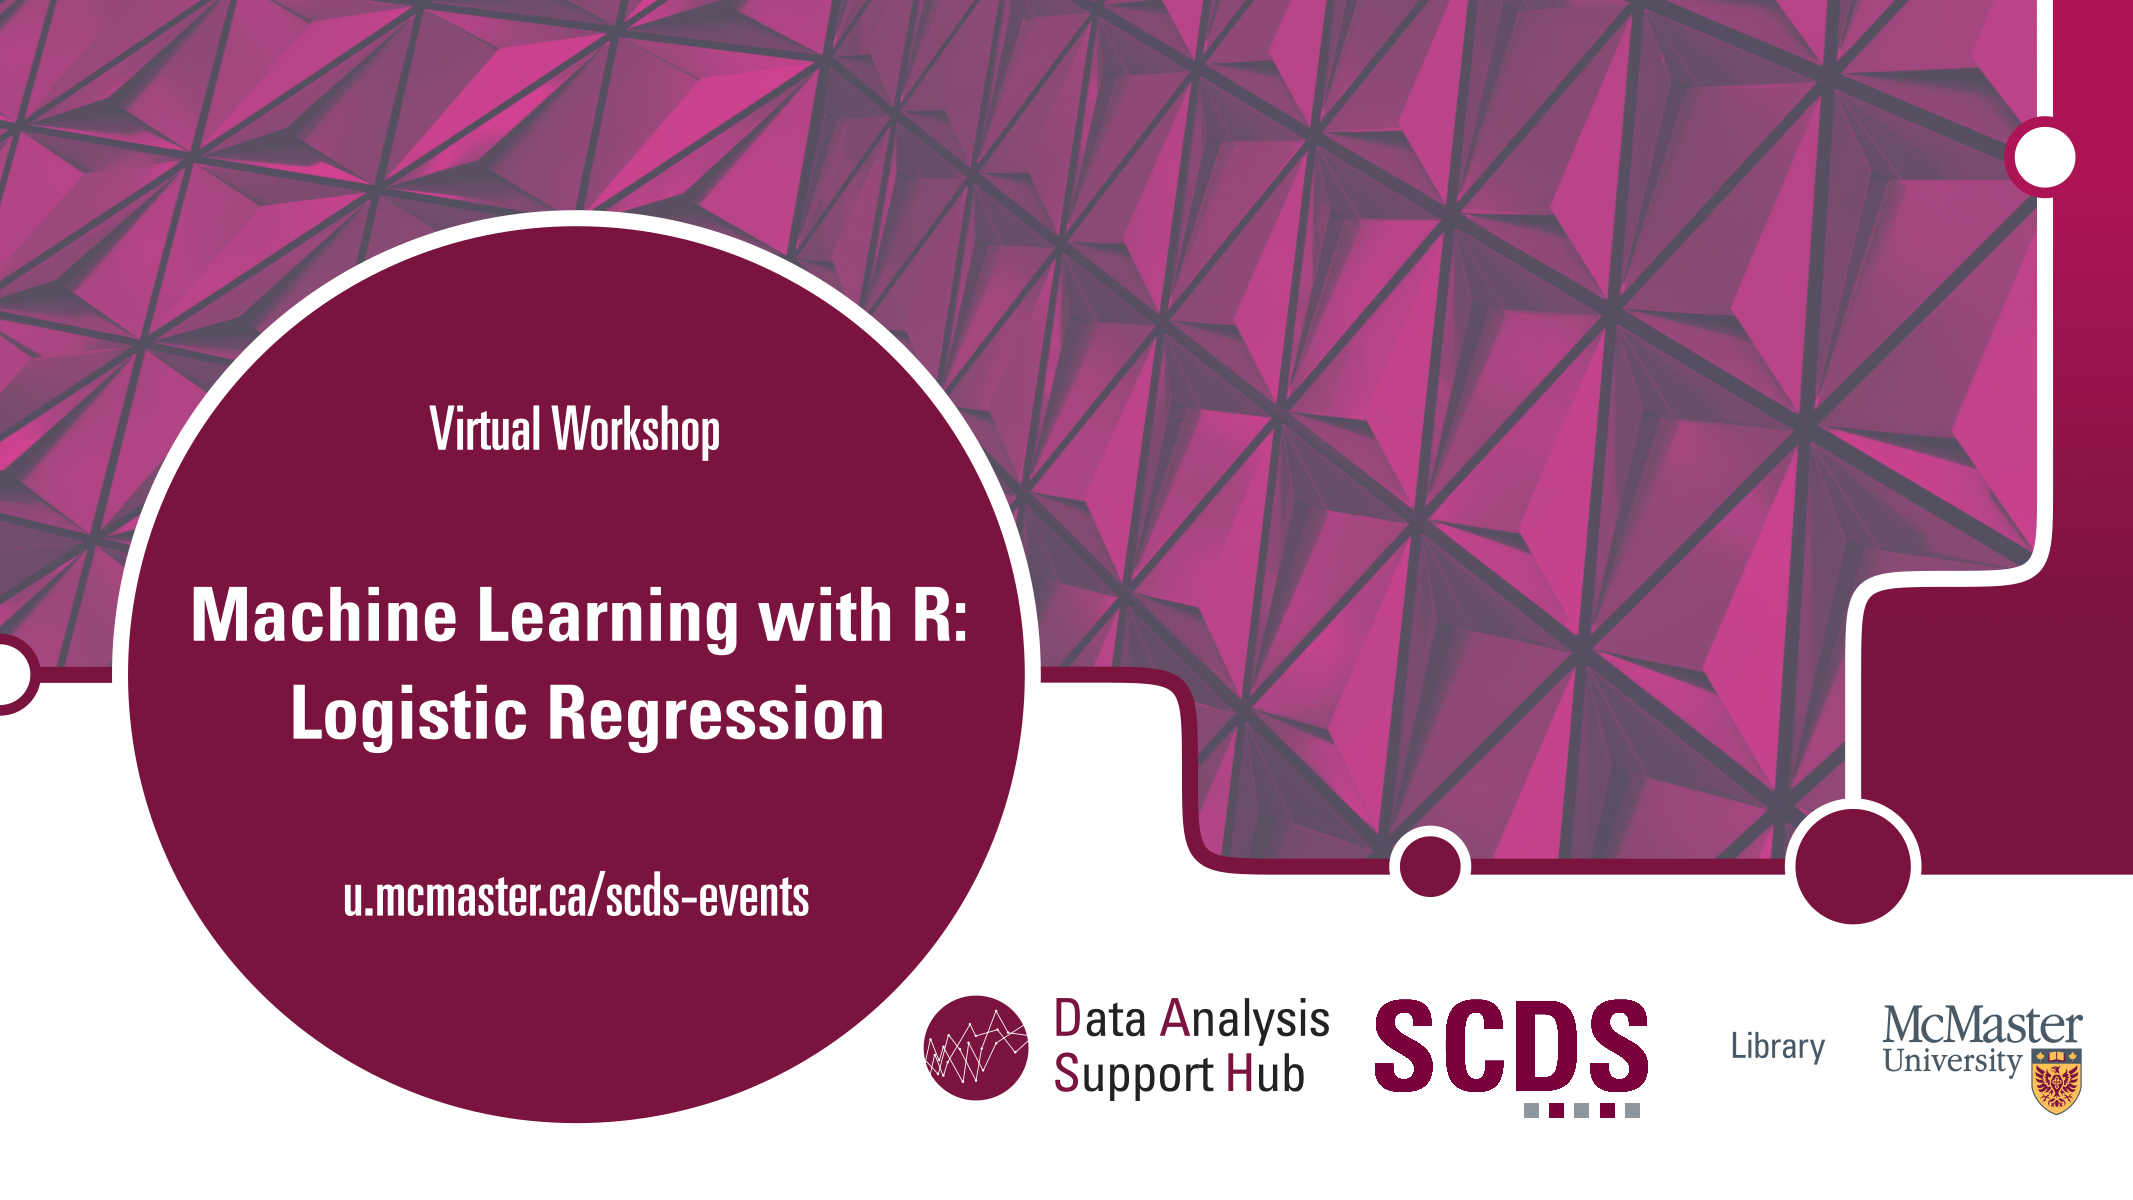 Virtual Workshop
Machine Learning with R:
Logistic Regression
u.mcmaster.ca/scds-events
Data Analysis
Support Hub
SCDS
Library
McMaster
University